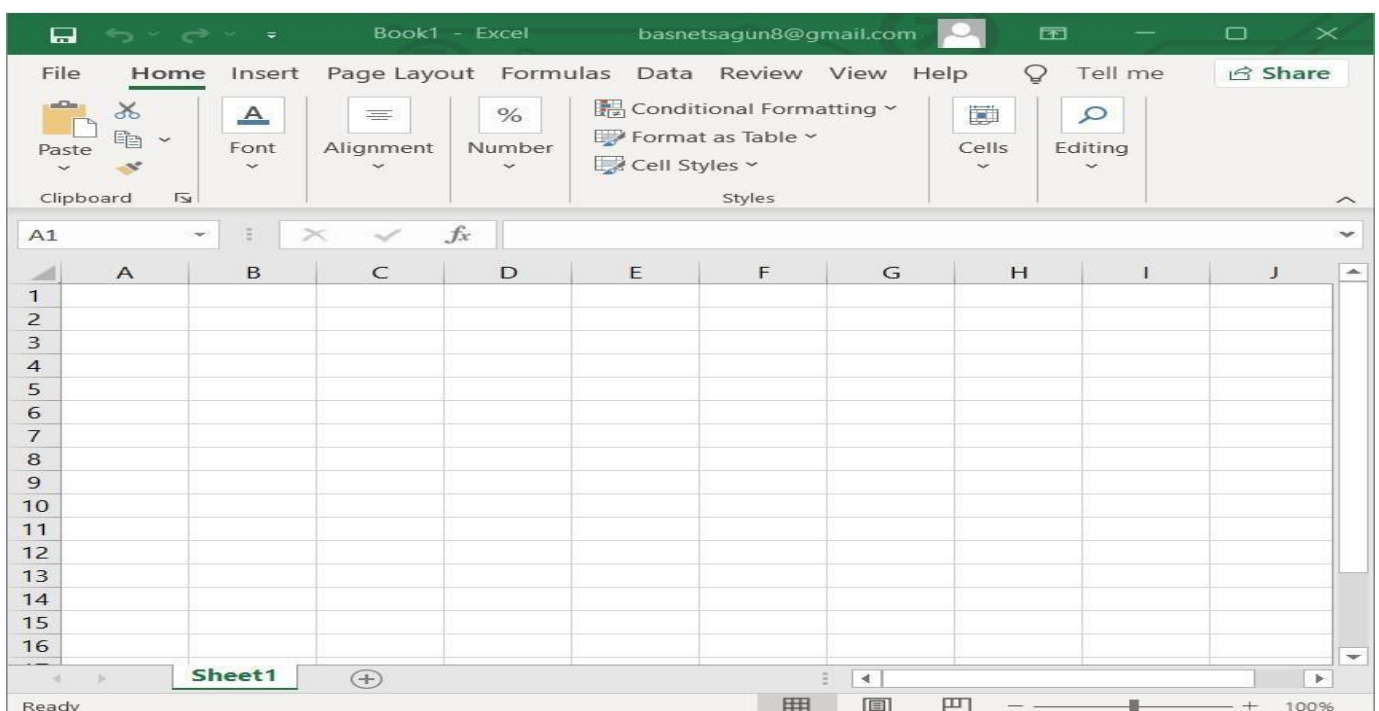 Book1 - Excel basnetsagun8@gmail.com
File Home Insert Page Layout Formulas Data Review View Help Tell me Share
Paste
Clipboard
A Font
Alignment
% Number
Conditional Formatting
Format as Table
Cell Styles
Styles
Cells
Editing
A1 fx
A B C D E F G H I J
1
2
3
4
5
6
7
8
9
10
11
12
13
14
15
16
Sheet1
Ready 100%